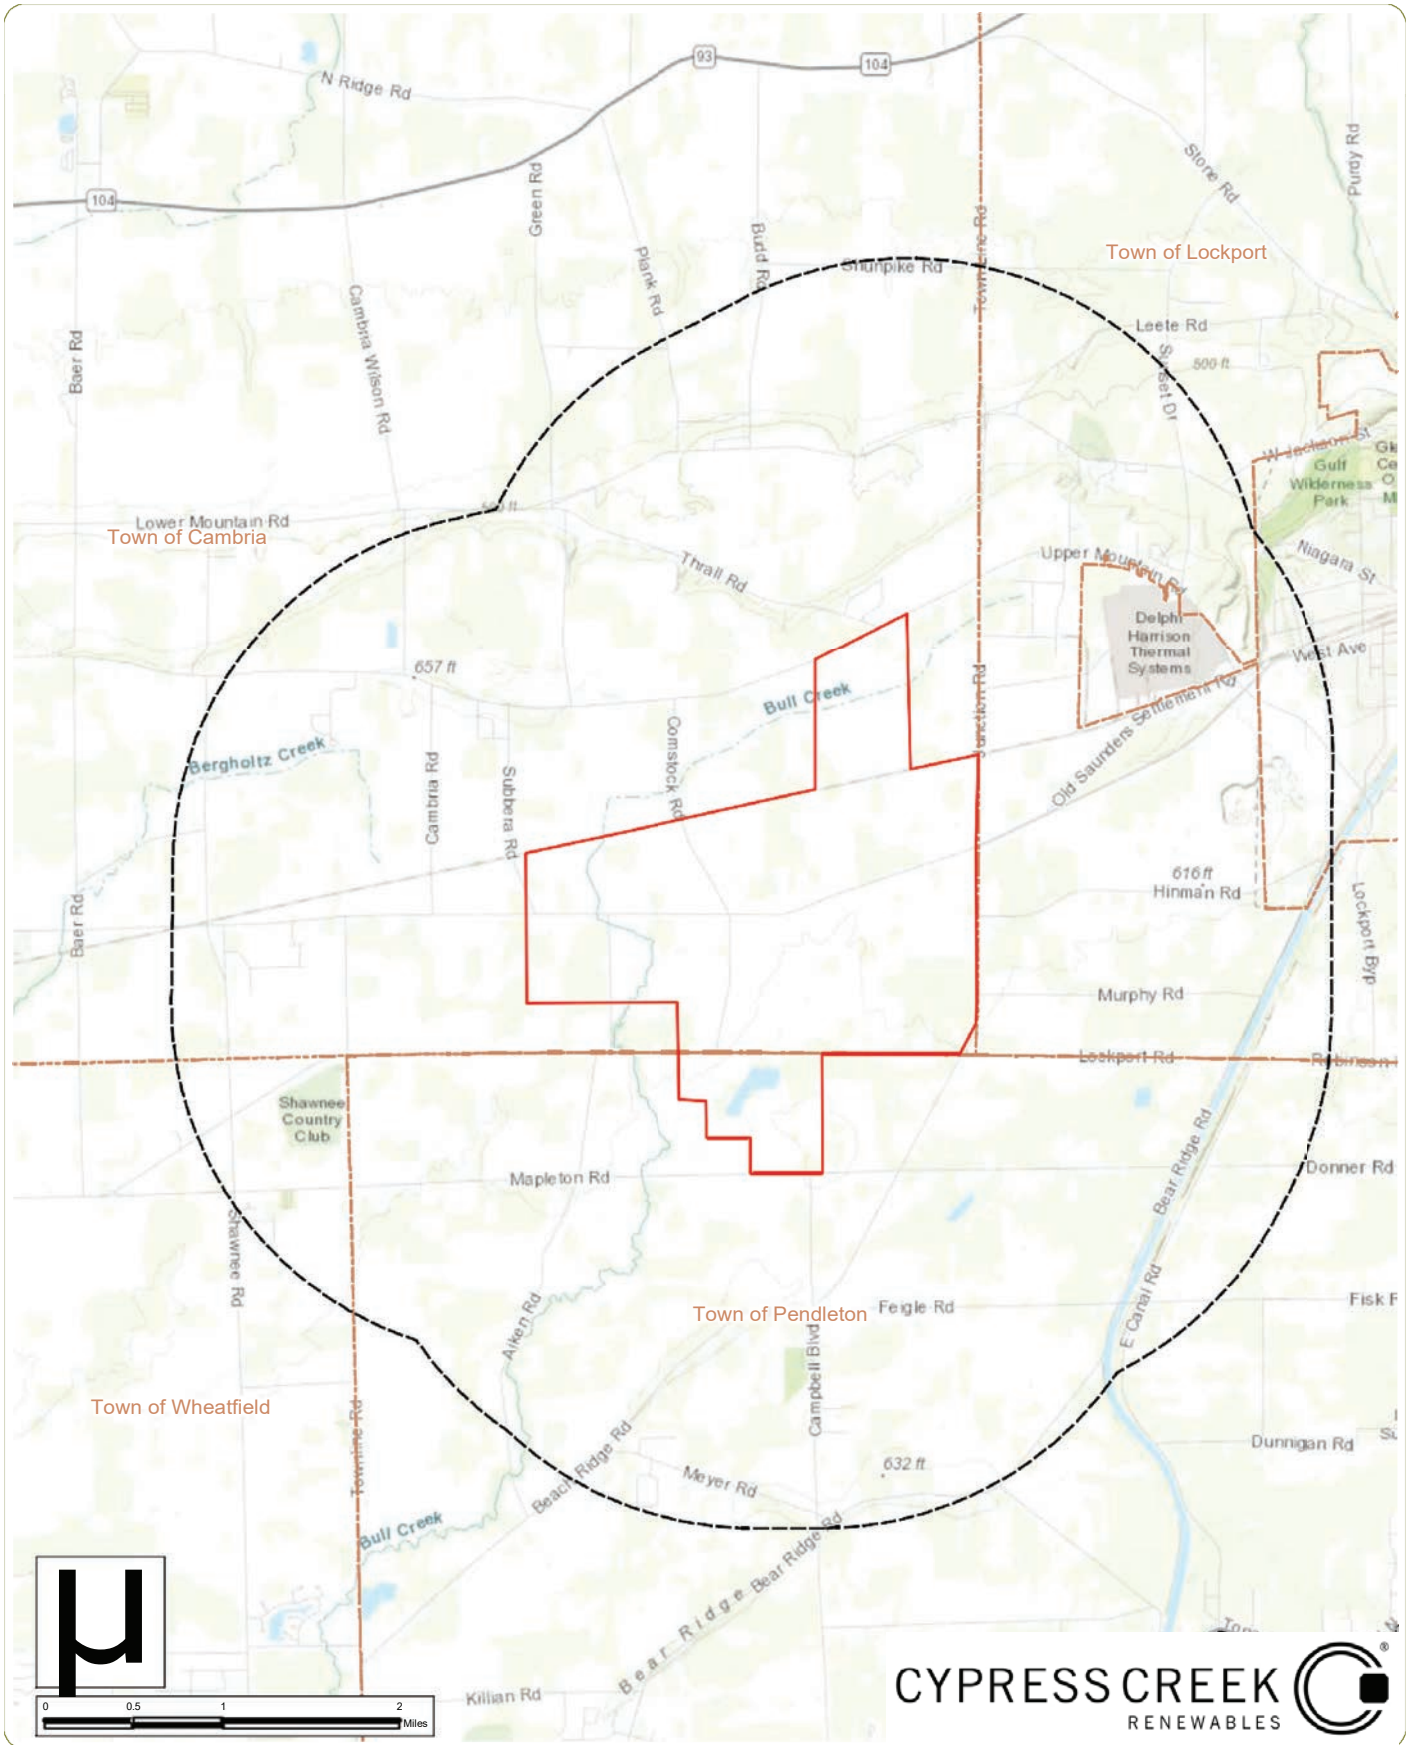 93
104
N Ridge Rd
Stone Rd
Purdy Rd
104
Green Rd
Plank Rd
Budd Rd
Town Line Rd
Town of Lockport
Shunpike Rd
Cambria Wilson Rd
Baer Rd
Leete Rd
500 ft
Sunset Dr
W Jackson St
Gulf
Wilderness
Park
500 ft
Lower Mountain Rd
Town of Cambria
Thrall Rd
Upper Mountain Rd
Niagara St
Delphi
Harrison
Thermal
Systems
West Ave
657 ft
Bull Creek
Junction Rd
Old Saunders Settlement Rd
Comstock Rd
Bergholtz Creek
Cambria Rd
Subbera Rd
616 ft
Hinman Rd
Lockport Byp
Baer Rd
Murphy Rd
Lockport Rd
Robinson
Shawnee
Country
Club
Bear Ridge Rd
Donner Rd
Mapleton Rd
Shawnee Rd
Aiken Rd
Town of Pendleton
Feigle Rd
E Canal Rd
Fisk F
Campbell Blvd
Town of Wheatfield
Townline Rd
Dunnigan Rd
Su
Beach Ridge Rd
Meyer Rd
632 ft
Bull Creek
Bear Ridge Rd
Bear Ridge
Killian Rd
µ
0 0.5 1 2
Miles
CYPRESS CREEK
RENEWABLES
®